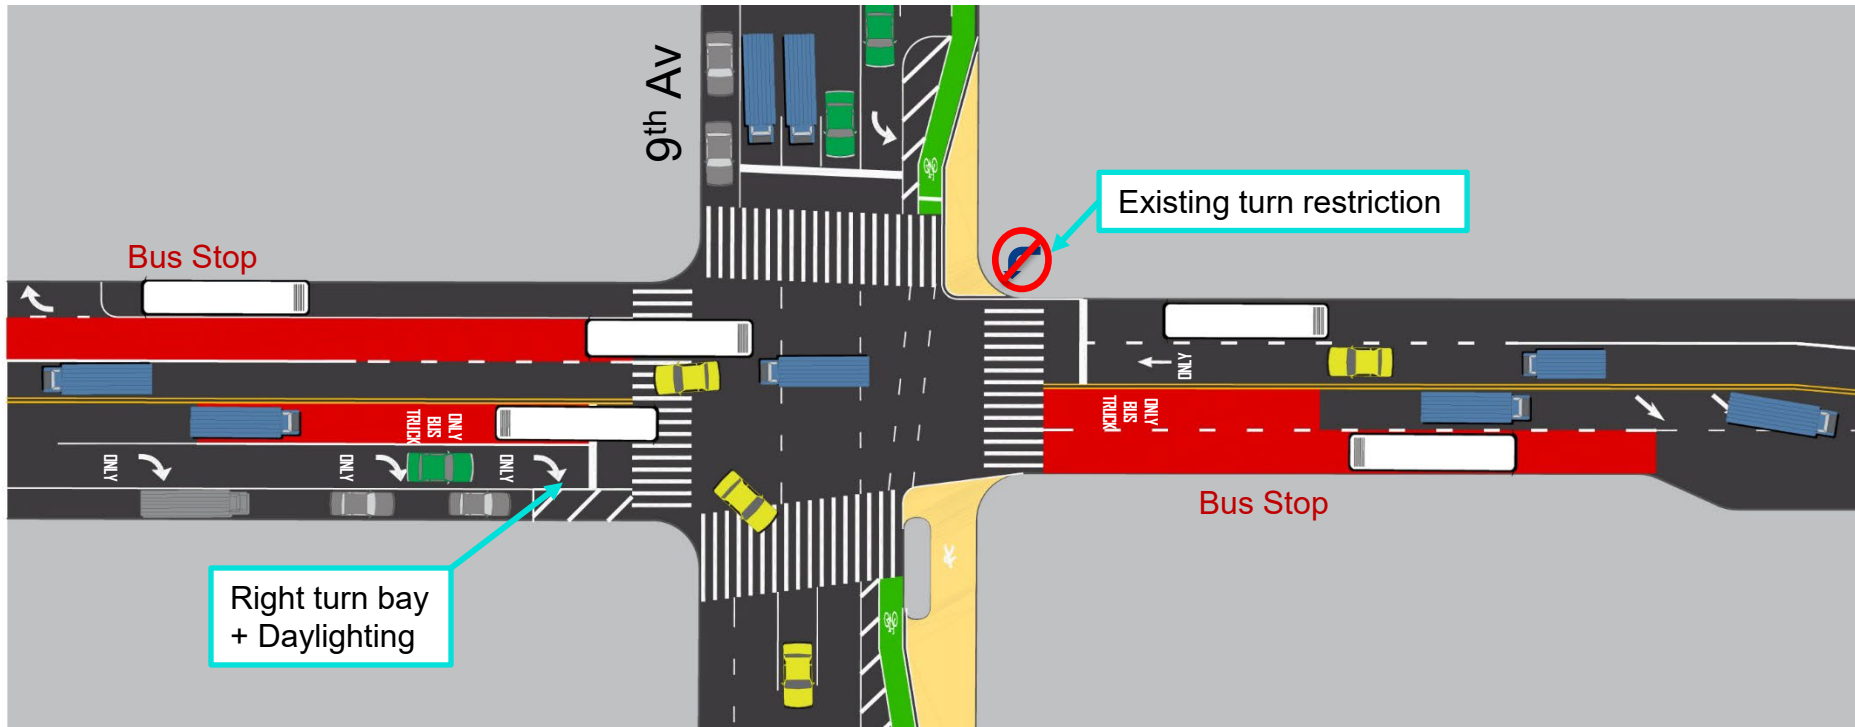 9th Av
Existing turn restriction
Bus Stop
ONLY
ONLY
BUS
TRUCK
ONLY
BUS
TRUCK
ONLY
ONLY
ONLY
Bus Stop
Right turn bay
+ Daylighting